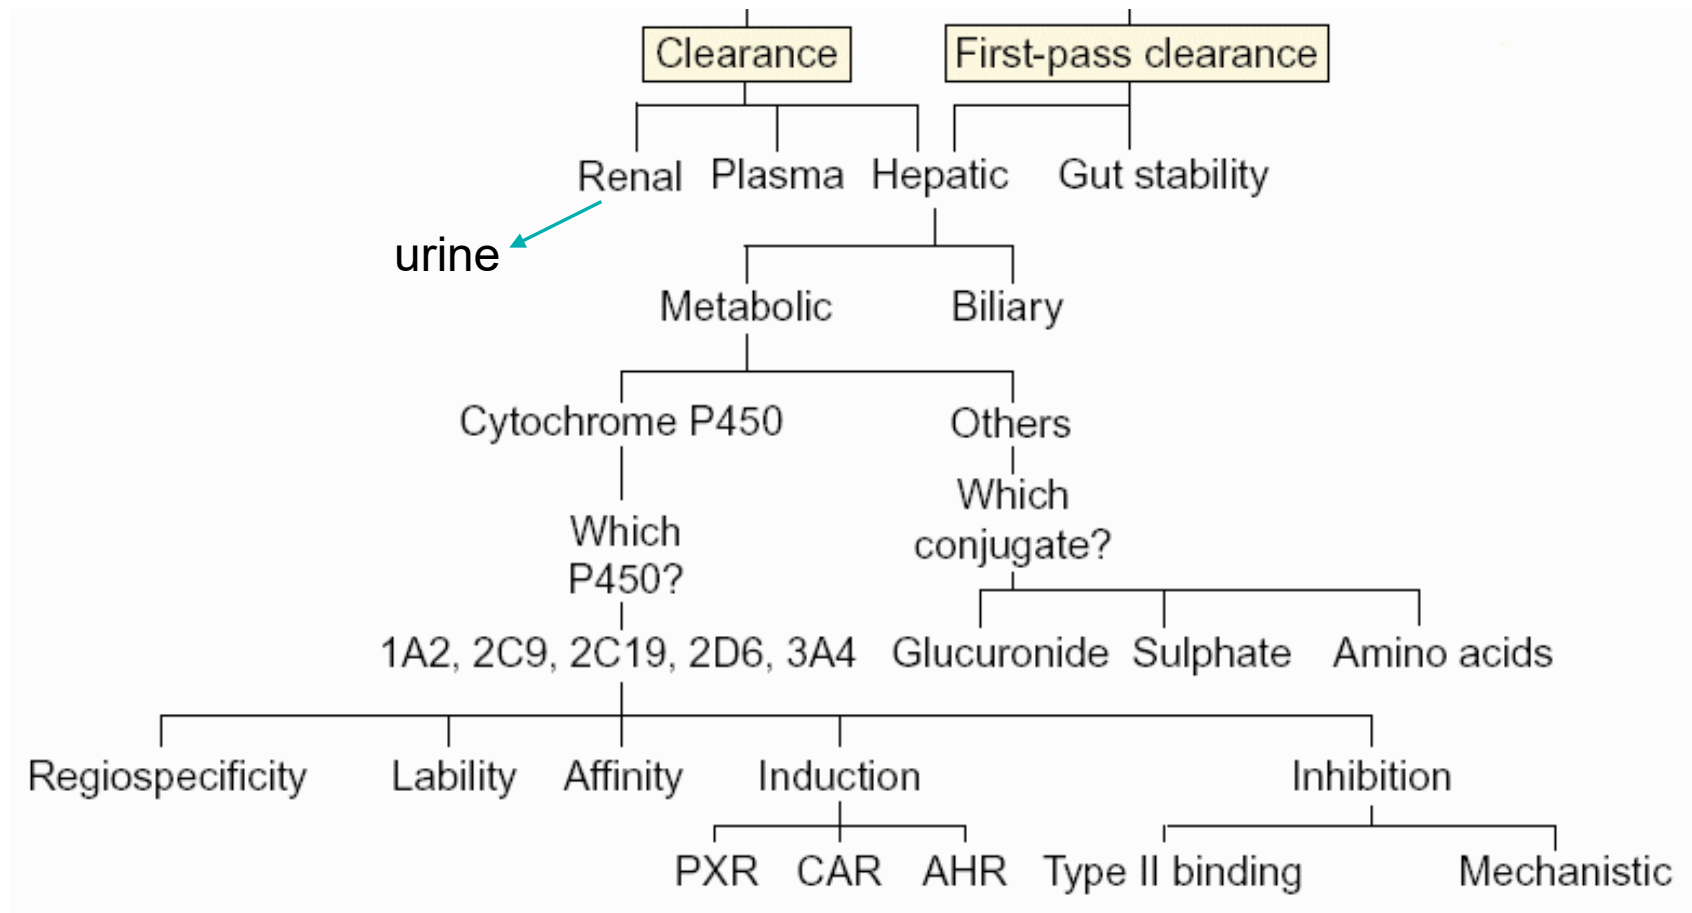 Clearance
First-pass clearance
Renal
Plasma
Hepatic
Gut stability
urine
Metabolic
Biliary
Cytochrome P450
Others
Which
P450?
Which
conjugate?
1A2, 2C9, 2C19, 2D6, 3A4
Glucuronide
Sulphate
Amino acids
Regiospecificity
Lability
Affinity
Induction
Inhibition
PXR
CAR
AHR
Type II binding
Mechanistic